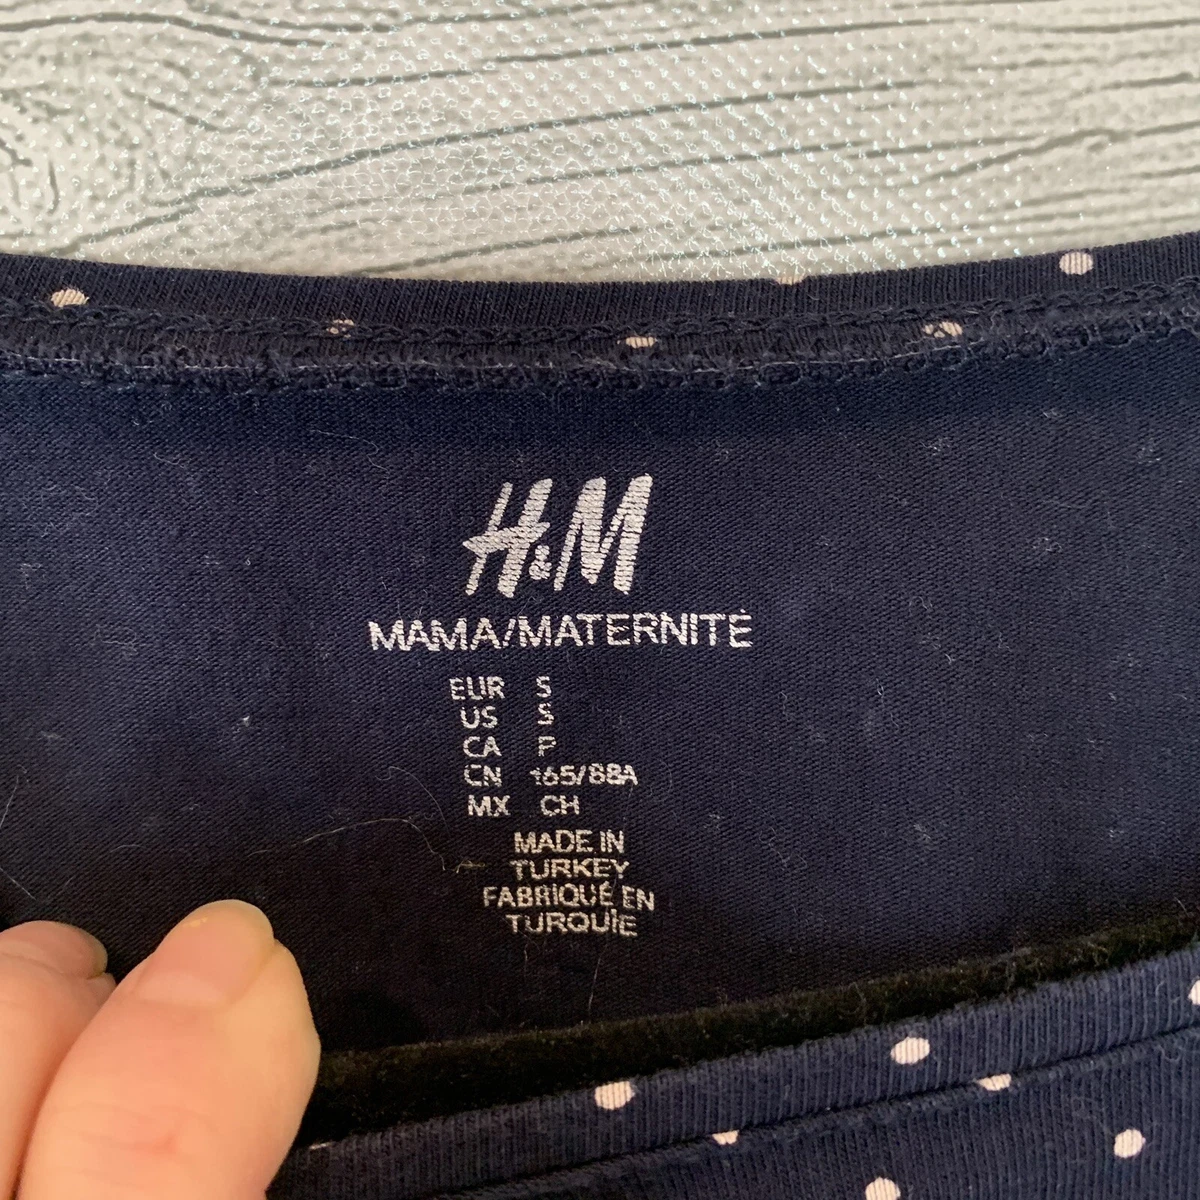 H&M
MAMA/MATERNITÉ
EUR S
US S
CA P
CN 165/88A
MX CH
MADE IN
TURKEY
FABRIQUÉ EN
TURQUIE